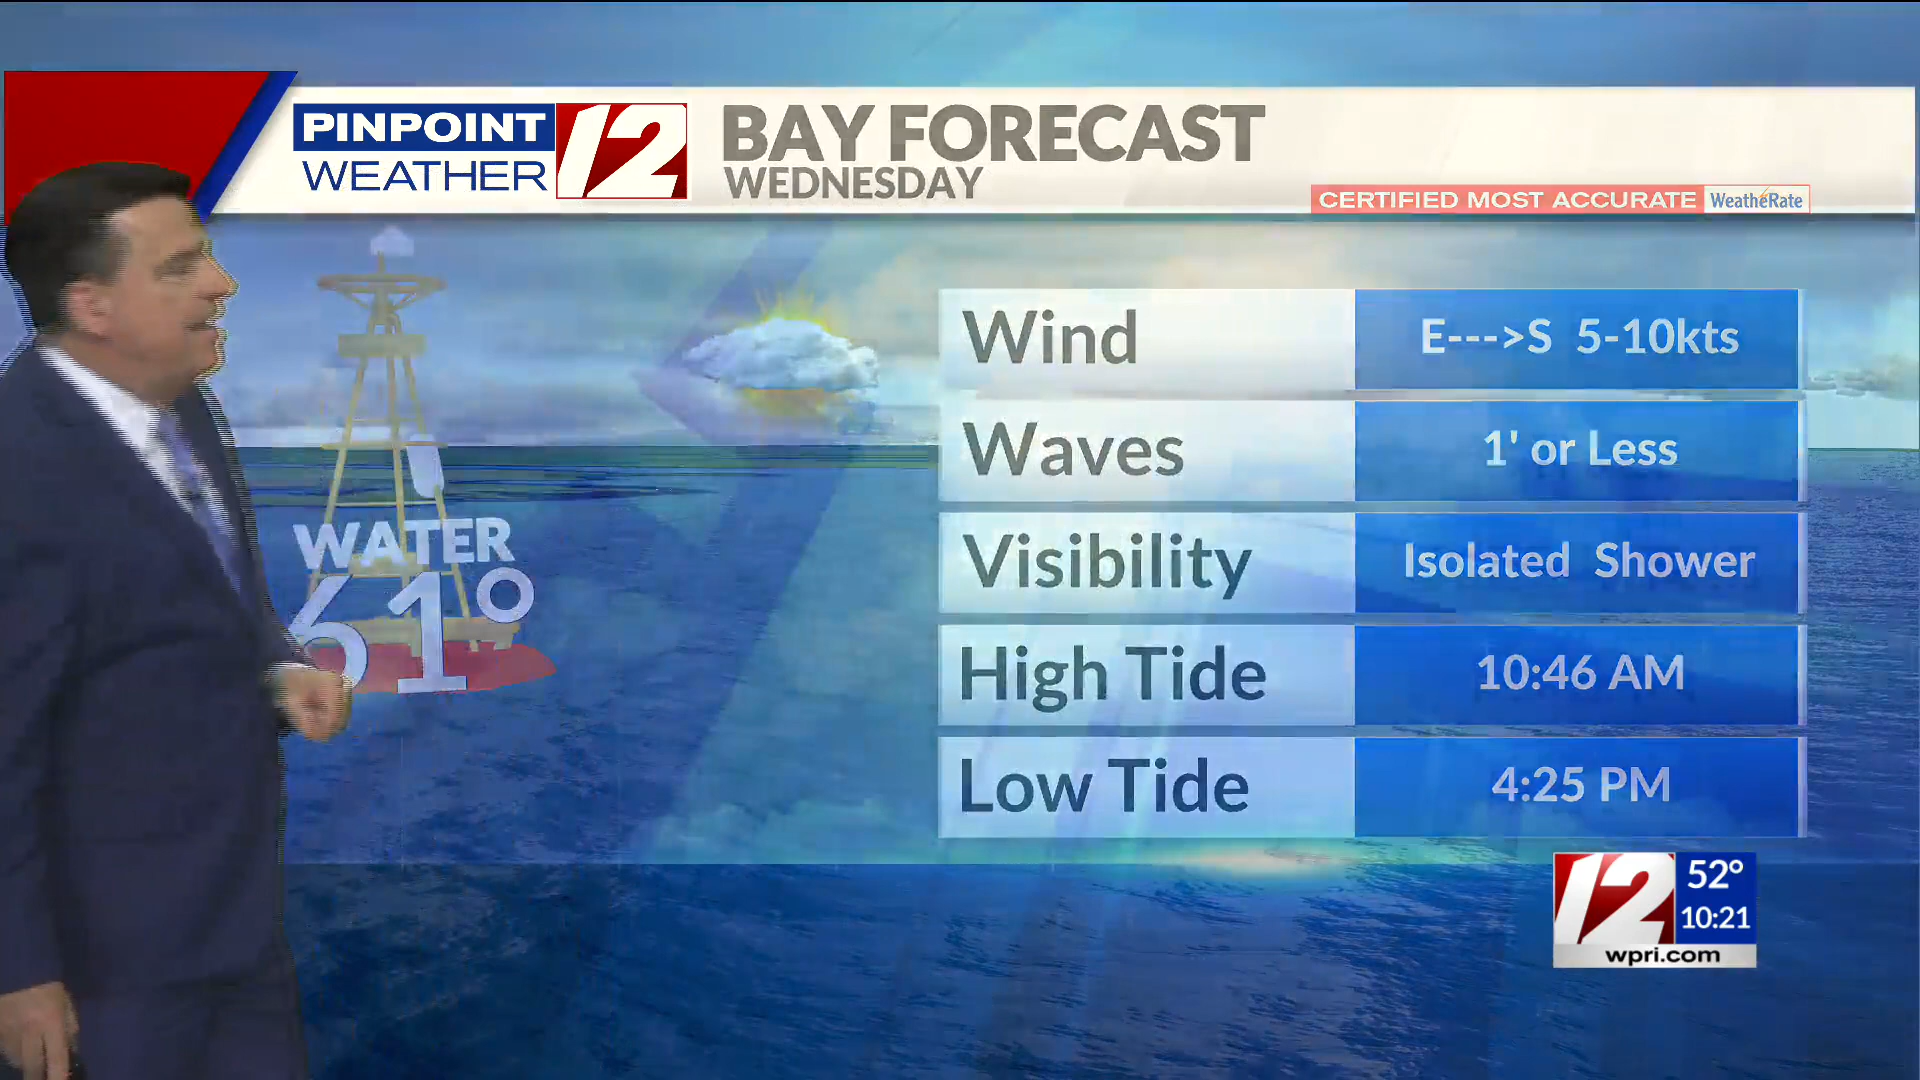 PINPOINT
WEATHER
12
BAY FORECAST
WEDNESDAY
CERTIFIED MOST ACCURATE WeatheRate
Wind E--->S 5-10kts
Waves 1' or Less
Visibility Isolated Shower
High Tide 10:46 AM
Low Tide 4:25 PM
WATER
61°
12
52°
10:21
wpri.com